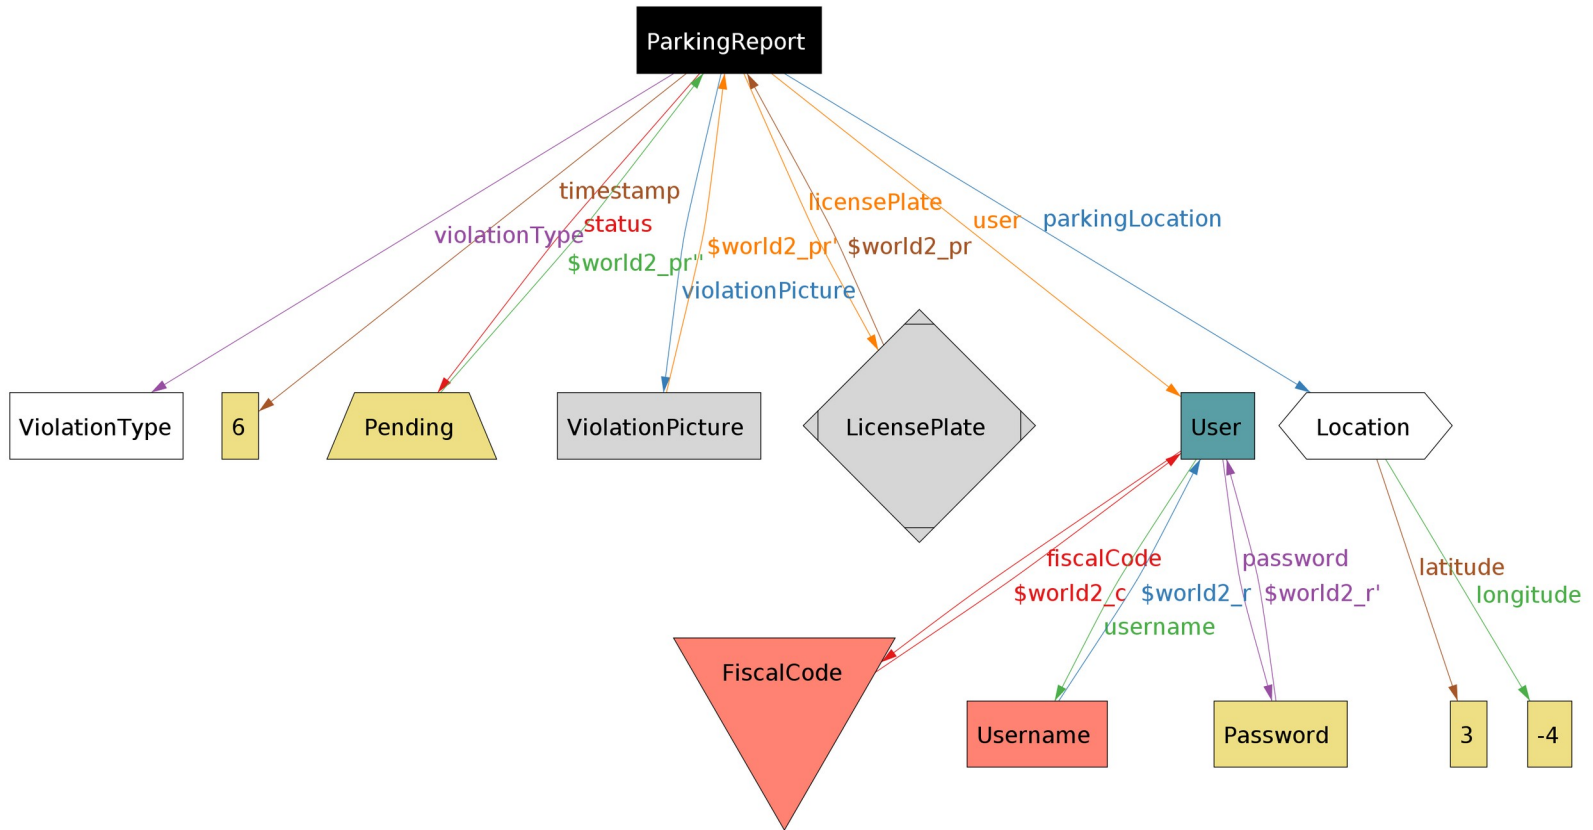 ParkingReport
timestamp
licensePlate
status
user
parkingLocation
violationType
$world2_pr'
$world2_pr
$world2_pr''
violationPicture
ViolationType
6
Pending
ViolationPicture
LicensePlate
User
Location
fiscalCode
password
latitude
$world2_c
$world2_r
$world2_r'
longitude
username
FiscalCode
Username
Password
3
-4